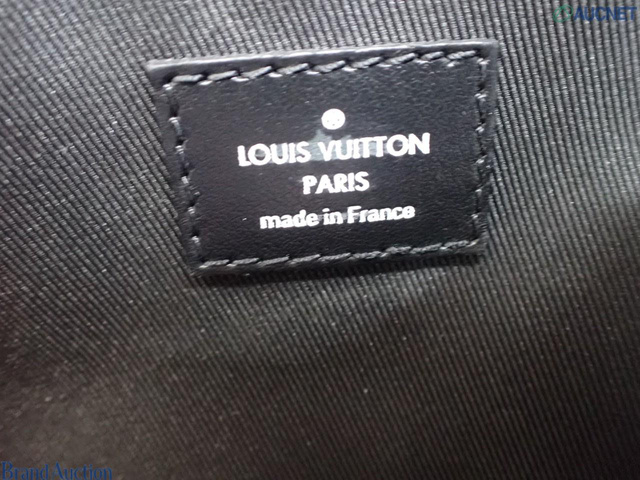 AUCNET
LOUIS VUITTON
PARIS
made in France
Brand Auction